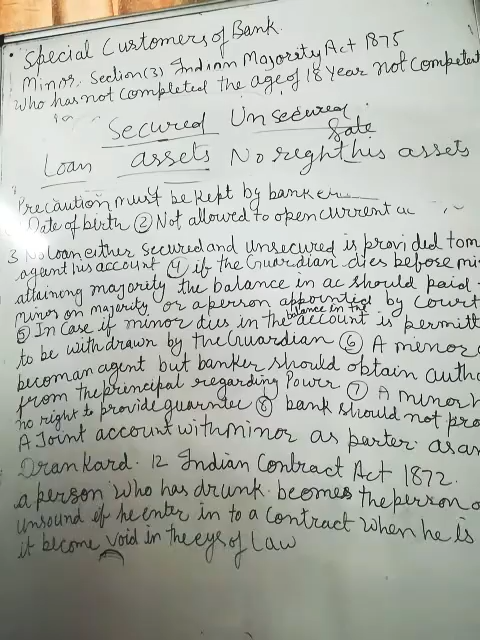 • Special Customers of Bank.
Minor. Section(3) Indian Majority Act 1875
Who has not completed the age of 18 Year not Competent
Secured Unsecured
Loan assets No reght his assets
Precaution must be kept by banker
Date of birth ② Not allowed to open current ac
3 No loan either secured and unsecured is provided to m
against his account ④ if the Guardian dies before mi
attaining majority the balance in ac should paid
minor on majority or a person appointed by Court
⑤ In Case if minor dies in the balance in the account is permitt
to be withdrawn by the Guardian ⑥ A menor
becoman agent but banker should obtain auth
from the principal regarding Power ⑦ A minor h
no right to provide guarntee ⑧ bank should not pro
A Joint account with minor as parter. as an
Drankard. 12 Indian Contract Act 1872.
a person Who has drunk. becomes the person o
unsound if he enter in to a contract when he is
it become void in the eyes of Law